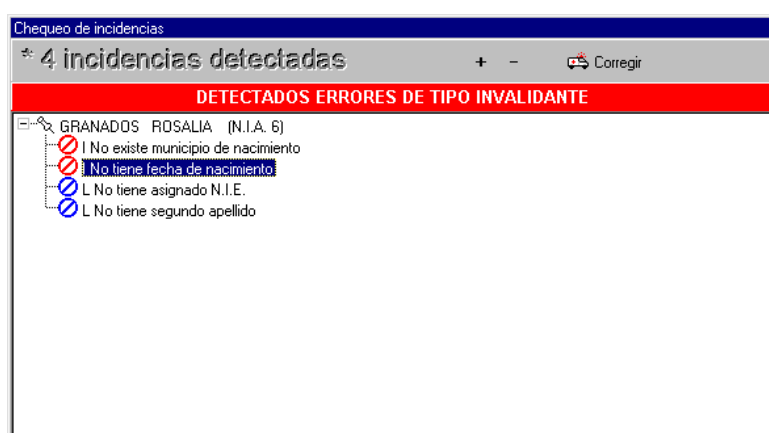 Chequeo de incidencias
* 4 incidencias detectadas + - Corregir
DETECTADOS ERRORES DE TIPO INVALIDANTE
GRANADOS ROSALIA (N.I.A. 6)
I No existe municipio de nacimiento
I No tiene fecha de nacimiento
L No tiene asignado N.I.E.
L No tiene segundo apellido